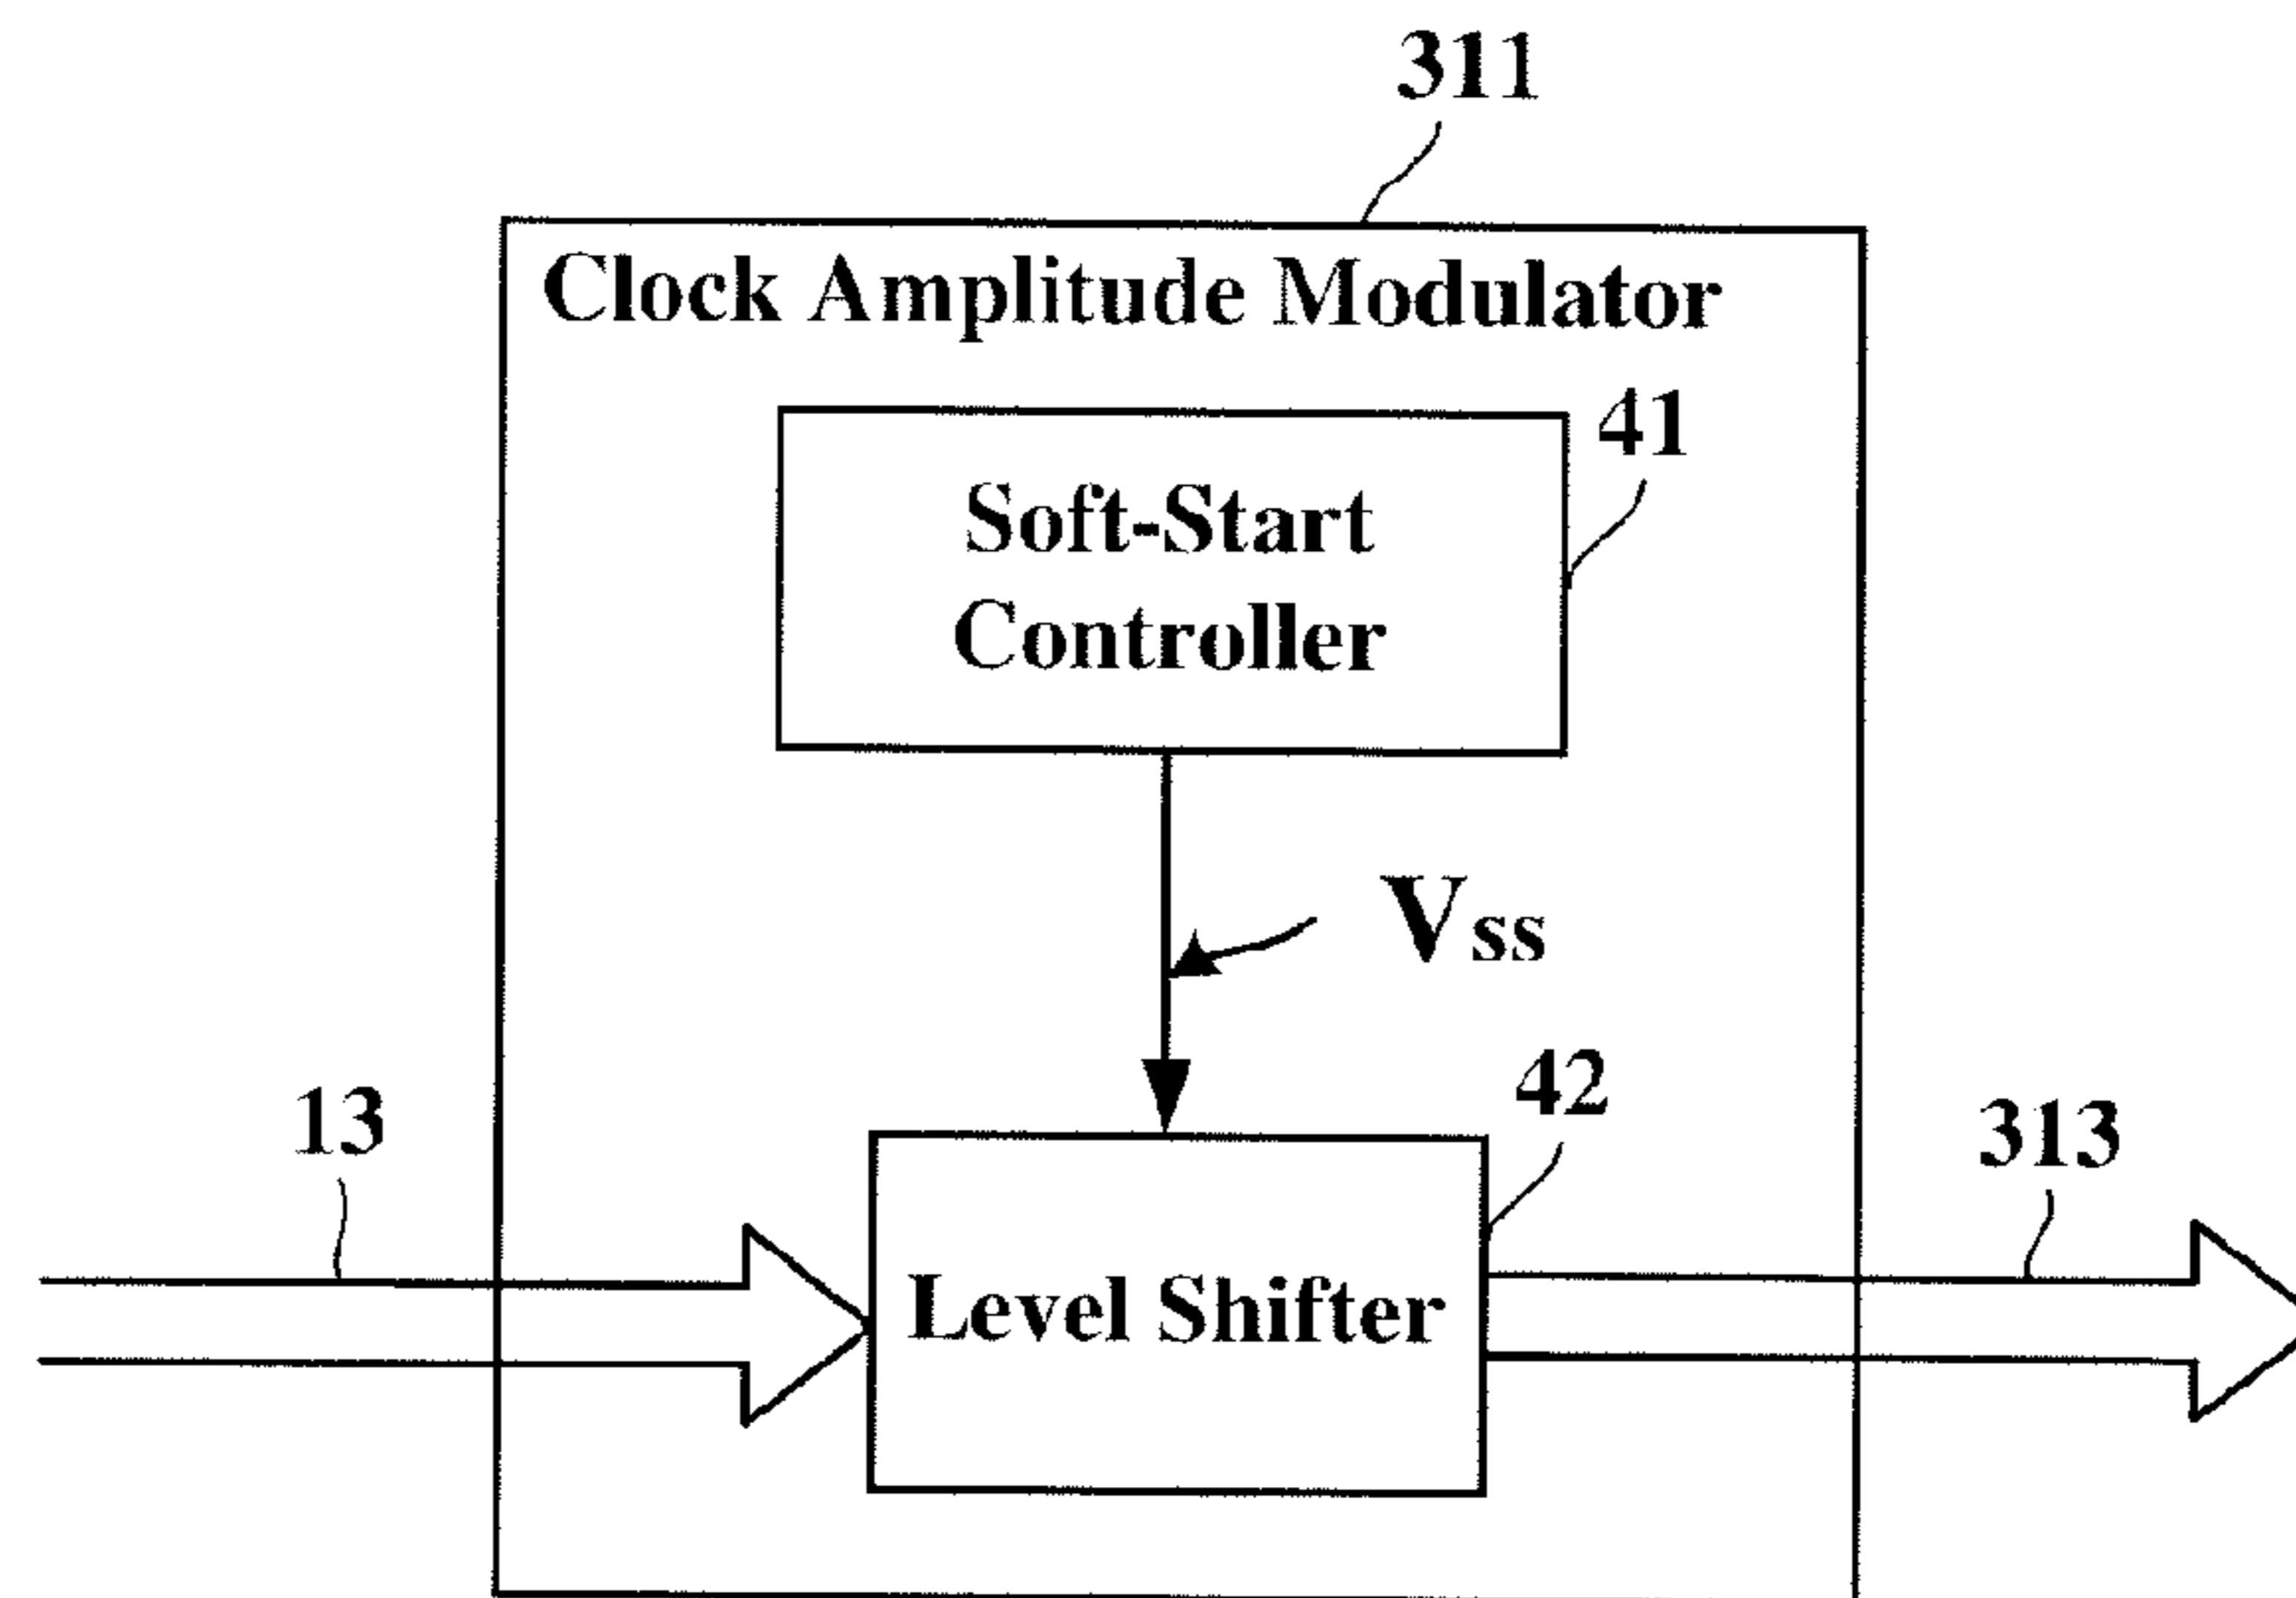 311
Clock Amplitude Modulator
41
Soft-Start
Controller
Vss
42
13
313
Level Shifter